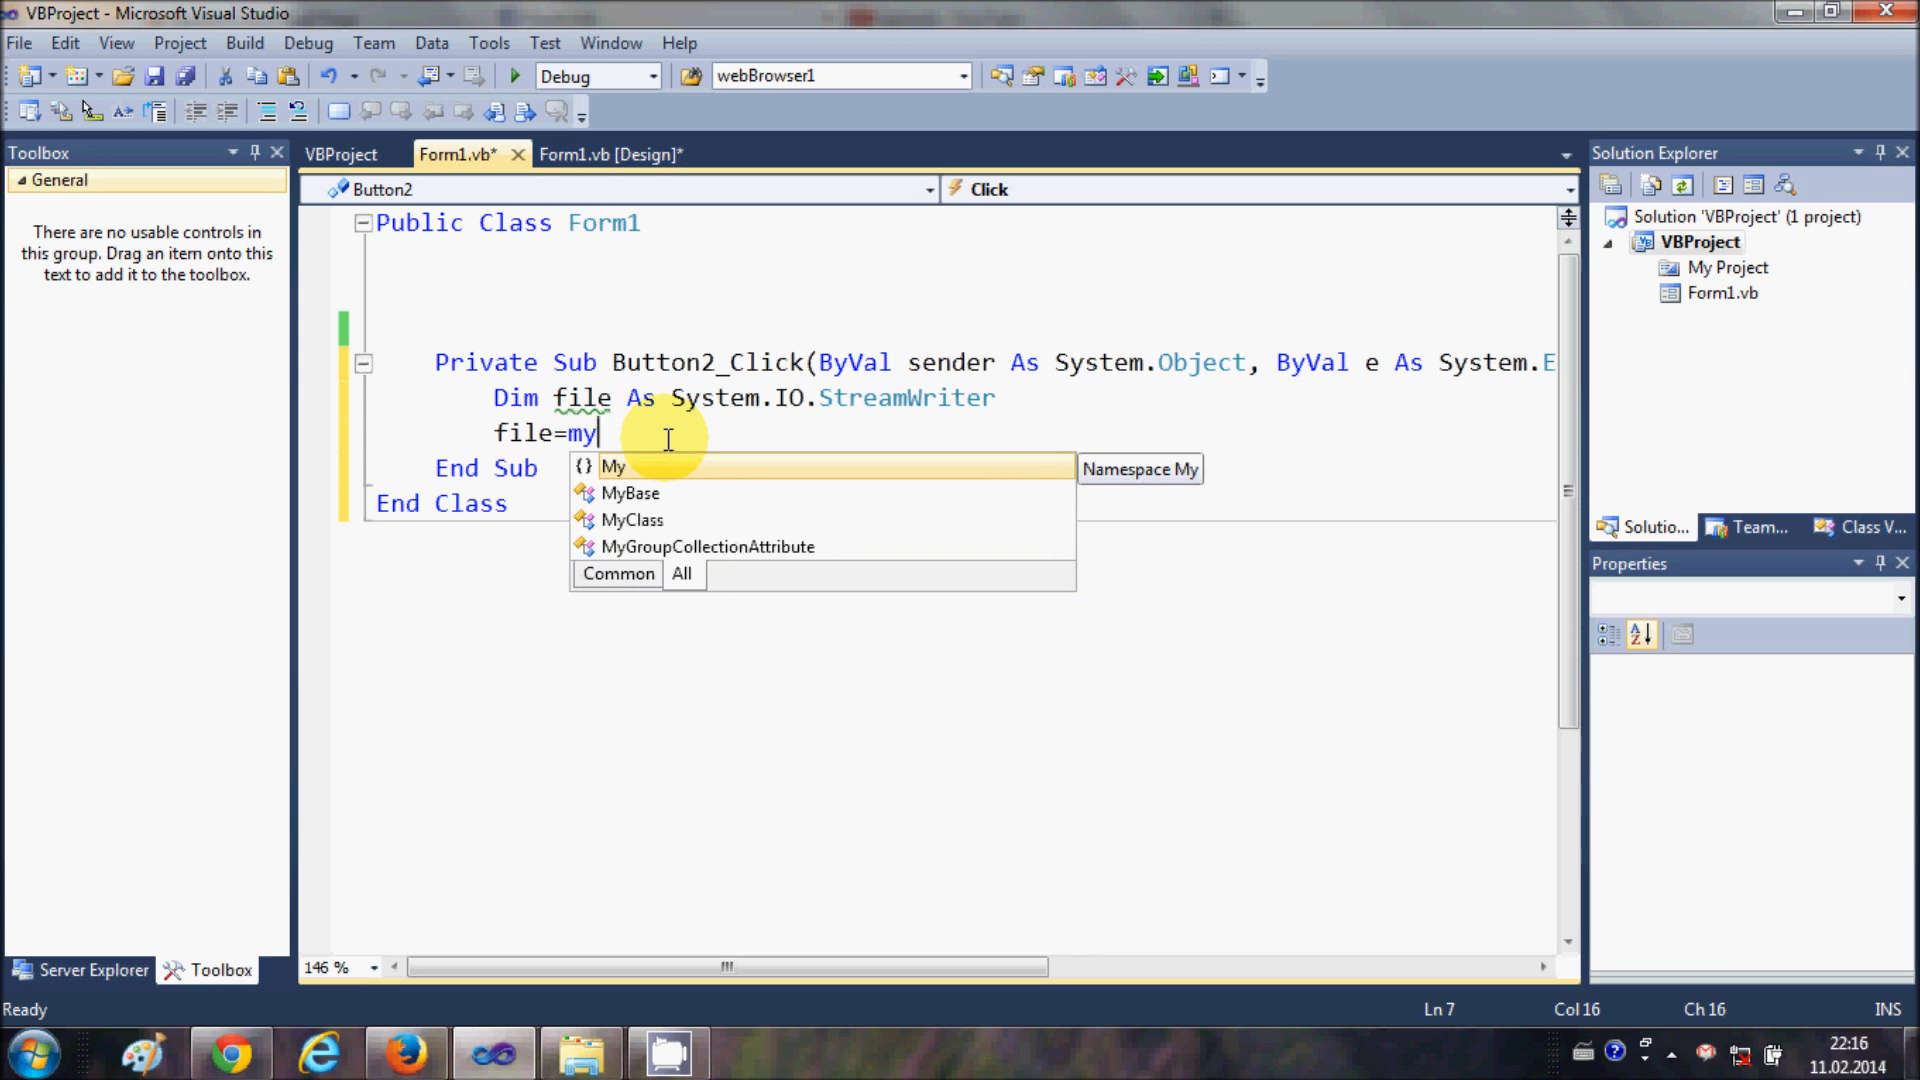 VBProject - Microsoft Visual Studio
File Edit View Project Build Debug Team Data Tools Test Window Help
Debug webBrowser1
Toolbox
General
There are no usable controls in
this group. Drag an item onto this
text to add it to the toolbox.
VBProject Form1.vb* Form1.vb [Design]*
Button2 Click
Public Class Form1
Private Sub Button2_Click(ByVal sender As System.Object, ByVal e As System.E
Dim file As System.IO.StreamWriter
file=my
End Sub
End Class
{} My
MyBase
MyClass
MyGroupCollectionAttribute
Common All
Namespace My
146 %
Solution Explorer
Solution 'VBProject' (1 project)
VBProject
My Project
Form1.vb
Solutio... Team... Class V...
Properties
Server Explorer Toolbox
Ready Ln 7 Col 16 Ch 16 INS
22:16
11.02.2014